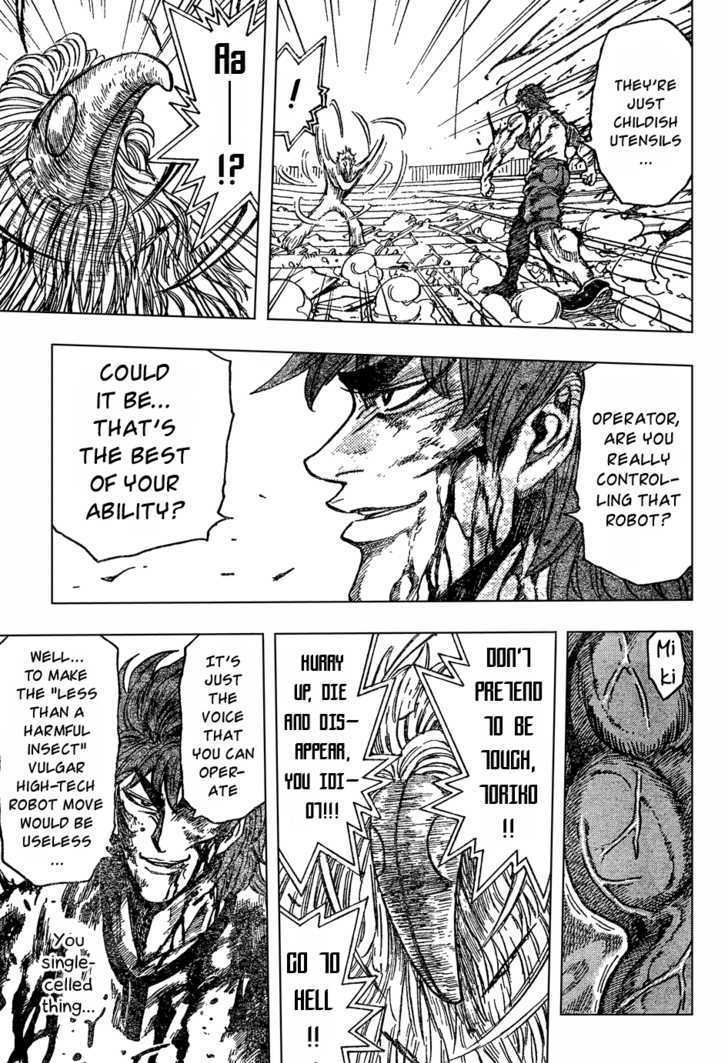 THEY'RE
JUST
CHILDISH
UTENSILS
...
!
Aa
—
!?
OPERATOR,
ARE YOU
REALLY
CONTROL-
LING THAT
ROBOT?
COULD
IT BE...
THAT'S
THE BEST
OF YOUR
ABILITY?
Mi
ki
DON'T
PRETEND
TO BE
TOUGH,
TORIKO
!!
HURRY
UP, DIE
AND DIS-
APPEAR,
YOU IDI-
OT!!!
GO TO
HELL
!!
IT'S
JUST
THE
VOICE THAT
YOU CAN
OPER-
ATE
WELL...
TO MAKE
THE "LESS
THAN A
HARMFUL
INSECT"
VULGAR
HIGH-TECH
ROBOT MOVE
WOULD BE
USELESS
...
You
single-
celled
thing...